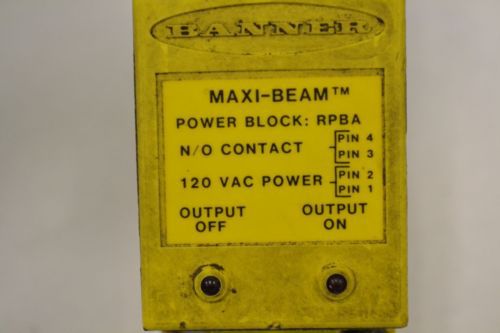 BANNER
MAXI-BEAM™
POWER BLOCK: RPBA
N/O CONTACT PIN 4
PIN 3
120 VAC POWER PIN 2
PIN 1
OUTPUT OFF
OUTPUT ON